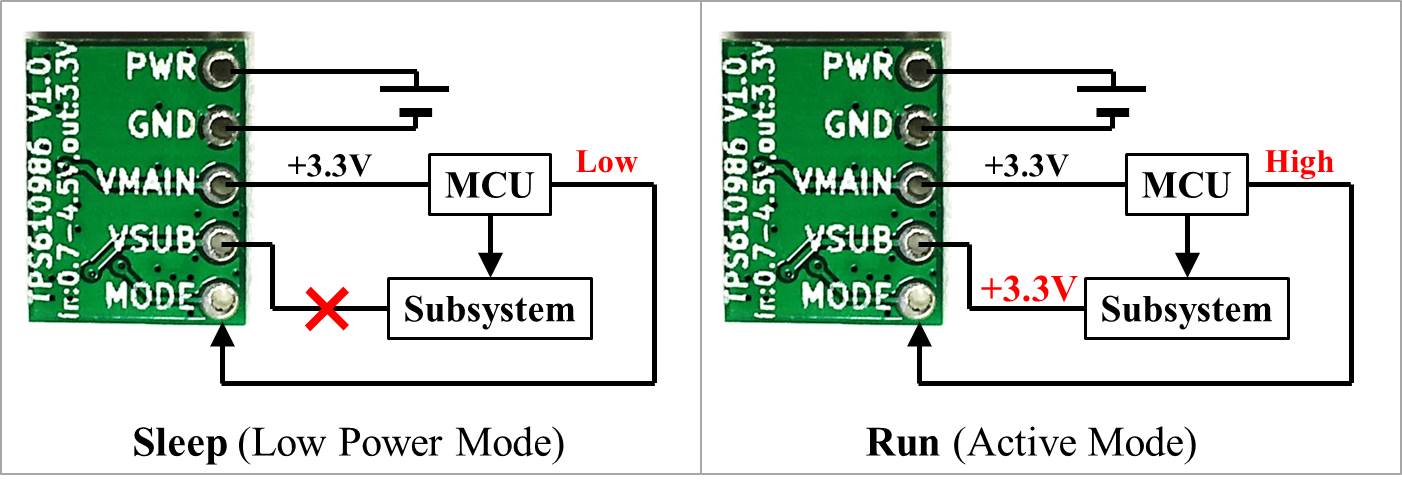 TPS610986 V1.0
in:0.7-4.5V,out:3.3V
PWR
GND
VMAIN
VSUB
MODE
+3.3V
MCU
Low
Subsystem
Sleep (Low Power Mode)
TPS610986 V1.0
in:0.7-4.5V,out:3.3V
PWR
GND
VMAIN
VSUB
MODE
+3.3V
MCU
High
+3.3V
Subsystem
Run (Active Mode)